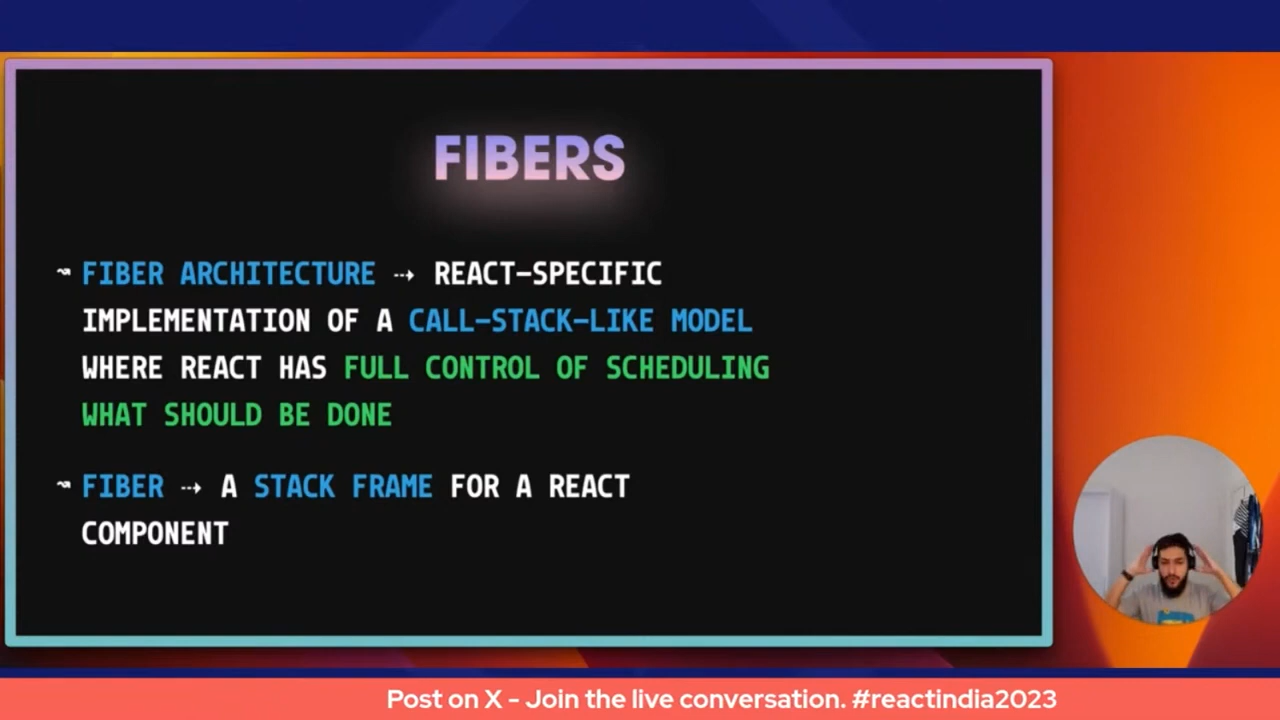 FIBERS
↝ FIBER ARCHITECTURE ⇢ REACT-SPECIFIC
IMPLEMENTATION OF A CALL-STACK-LIKE MODEL
WHERE REACT HAS FULL CONTROL OF SCHEDULING
WHAT SHOULD BE DONE
↝ FIBER ⇢ A STACK FRAME FOR A REACT
COMPONENT
Post on X - Join the live conversation. #reactindia2023